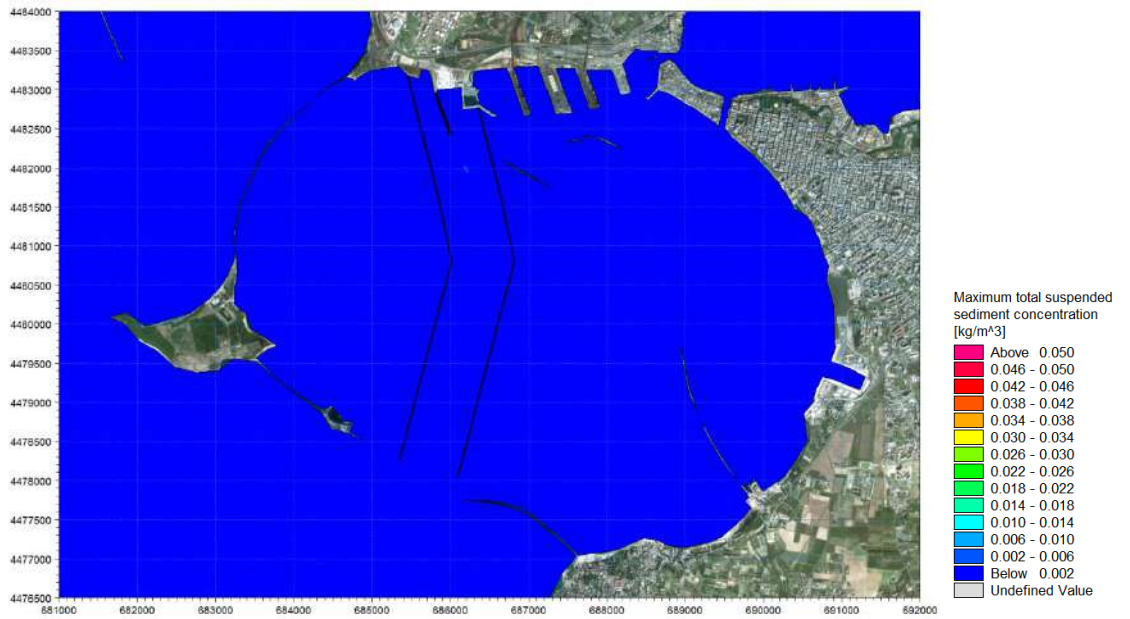 4484000
4483500
4483000
4482500
4482000
4481500
4481000
4480500
4480000
4479500
4479000
4478500
4478000
4477500
4477000
4476500
681000 682000 683000 684000 685000 686000 687000 688000 689000 690000 691000 692000
Maximum total suspended
sediment concentration
[kg/m^3]
Above 0.050
0.046 - 0.050
0.042 - 0.046
0.038 - 0.042
0.034 - 0.038
0.030 - 0.034
0.026 - 0.030
0.022 - 0.026
0.018 - 0.022
0.014 - 0.018
0.010 - 0.014
0.006 - 0.010
0.002 - 0.006
Below 0.002
Undefined Value